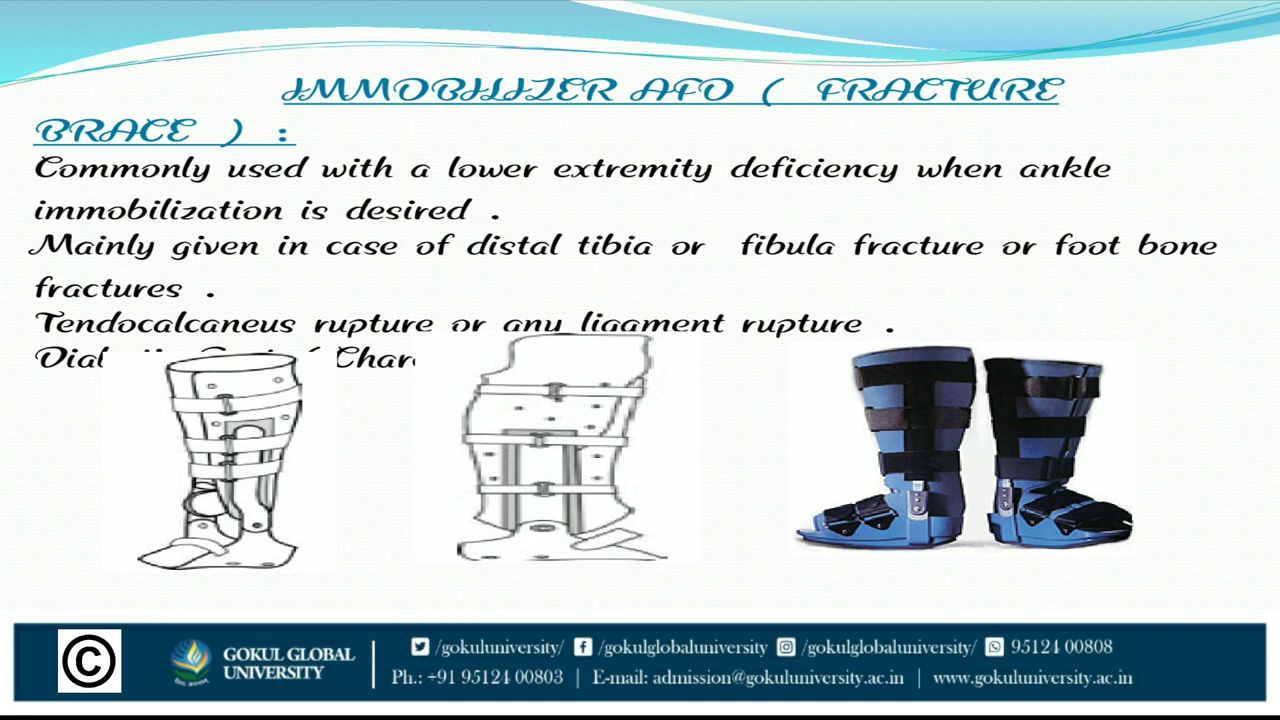 IMMOBILIZER AFO ( FRACTURE
BRACE ) :
Commonly used with a lower extremity deficiency when ankle
immobilization is desired .
Mainly given in case of distal tibia or fibula fracture or foot bone
fractures .
Tendocalcaneus rupture or any ligament rupture .
©
GOKUL GLOBAL
UNIVERSITY
/gokuluniversity/ /gokulglobaluniversity /gokulglobaluniversity/ 95124 00808
Ph.: +91 95124 00803 | E-mail: admission@gokuluniversity.ac.in | www.gokuluniversity.ac.in